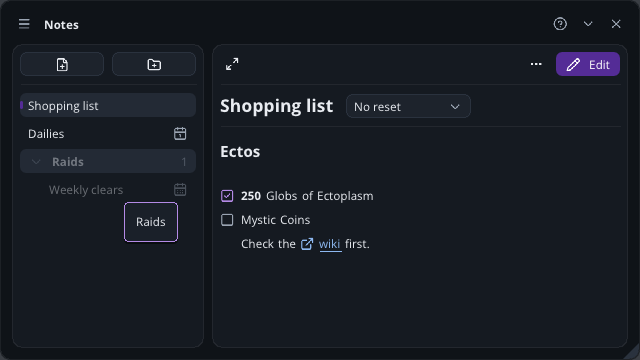 Notes
Edit
Shopping list
Dailies
Raids 1
Weekly clears
Raids
Shopping list
No reset
Ectos
250 Globs of Ectoplasm
Mystic Coins
Check the wiki first.